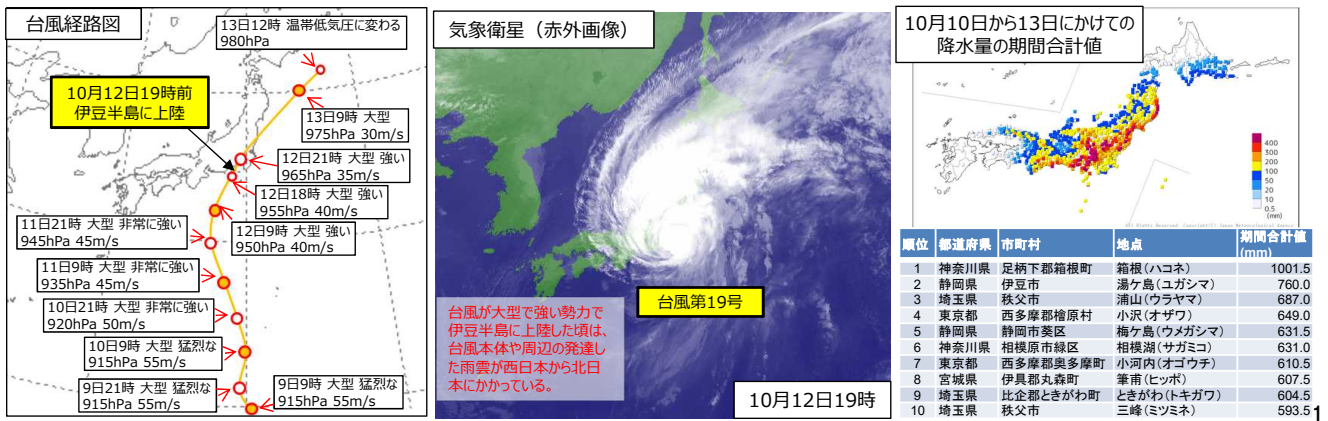 台風経路図
13日12時 温帯低気圧に変わる
980hPa
10月12日19時前
伊豆半島に上陸
13日9時 大型
975hPa 30m/s
12日21時 大型 強い
965hPa 35m/s
12日18時 大型 強い
955hPa 40m/s
11日21時 大型 非常に強い
945hPa 45m/s
12日9時 大型 強い
950hPa 40m/s
11日9時 大型 非常に強い
935hPa 45m/s
10日21時 大型 非常に強い
920hPa 50m/s
10日9時 大型 猛烈な
915hPa 55m/s
9日21時 大型 猛烈な
915hPa 55m/s
9日9時 大型 猛烈な
915hPa 55m/s
気象衛星（赤外画像）
台風第19号
台風が大型で強い勢力で
伊豆半島に上陸した頃は、
台風本体や周辺の発達し
た雨雲が西日本から北日
本にかかっている。
10月12日19時
10月10日から13日にかけての
降水量の期間合計値
400
300
200
100
50
20
10
0.5
(mm)
All Rights Reserved. Copyright(C) Japan Meteorological Agency
順位 都道府県 市町村 地点 期間合計値
(mm)
1 神奈川県 足柄下郡箱根町 箱根(ハコネ) 1001.5
2 静岡県 伊豆市 湯ケ島(ユガシマ) 760.0
3 埼玉県 秩父市 浦山(ウラヤマ) 687.0
4 東京都 西多摩郡檜原村 小沢(オザワ) 649.0
5 静岡県 静岡市葵区 梅ケ島(ウメガシマ) 631.5
6 神奈川県 相模原市緑区 相模湖(サガミコ) 631.0
7 東京都 西多摩郡奥多摩町 小河内(オゴウチ) 610.5
8 宮城県 伊具郡丸森町 筆甫(ヒッポ) 607.5
9 埼玉県 比企郡ときがわ町 ときがわ(トキガワ) 604.5
10 埼玉県 秩父市 三峰(ミツミネ) 593.5
1